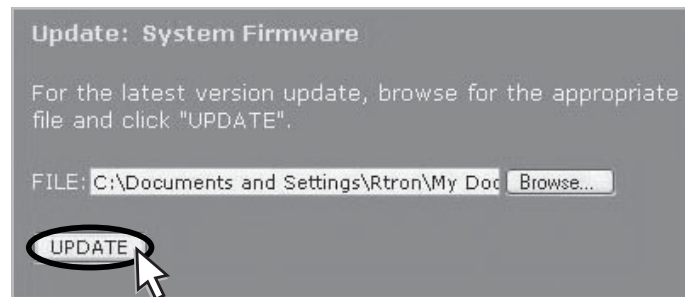 Update: System Firmware
For the latest version update, browse for the appropriate
file and click "UPDATE".
FILE: C:\Documents and Settings\Rtron\My Doc Browse...
UPDATE